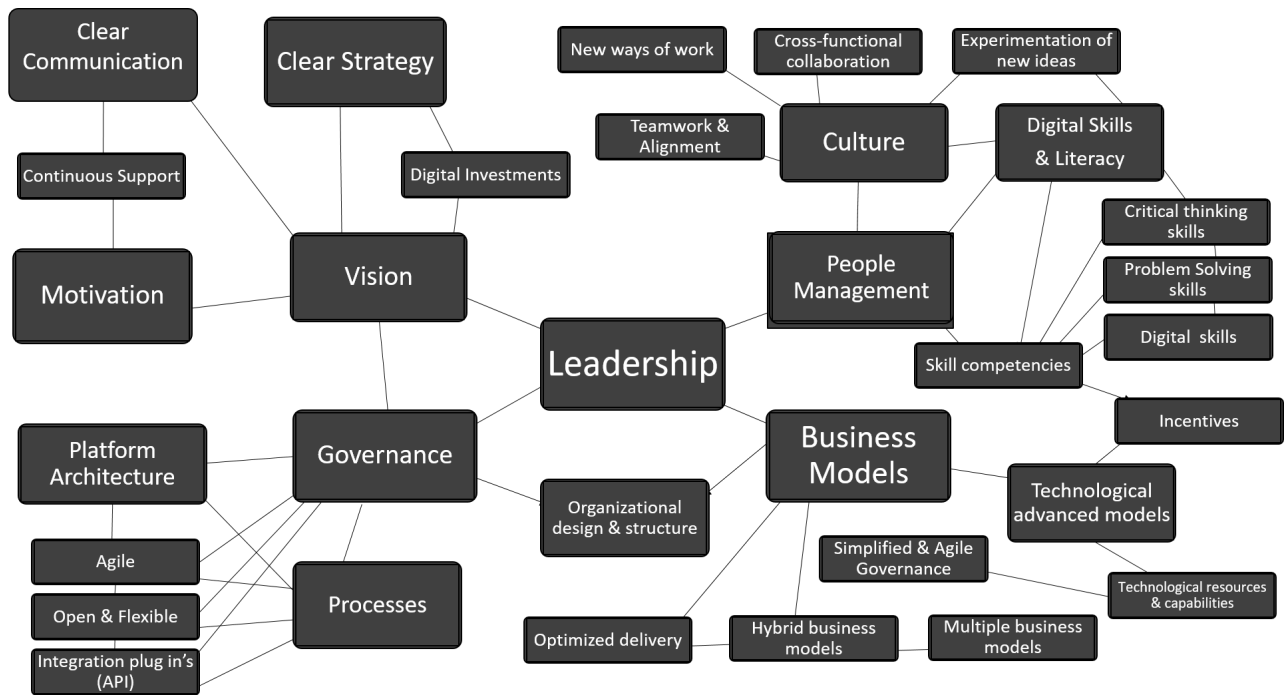 Clear
Communication
Clear Strategy
New ways of work
Cross-functional
collaboration
Experimentation of
new ideas
Teamwork &
Alignment
Culture
Digital Skills
& Literacy
Continuous Support
Digital Investments
Critical thinking
skills
Motivation
Vision
People
Management
Problem Solving
skills
Digital skills
Leadership
Skill competencies
Incentives
Platform
Architecture
Governance
Business
Models
Organizational
design & structure
Technological
advanced models
Agile
Simplified & Agile
Governance
Open & Flexible
Processes
Technological resources
& capabilities
Integration plug in's
(API)
Optimized delivery
Hybrid business
models
Multiple business
models